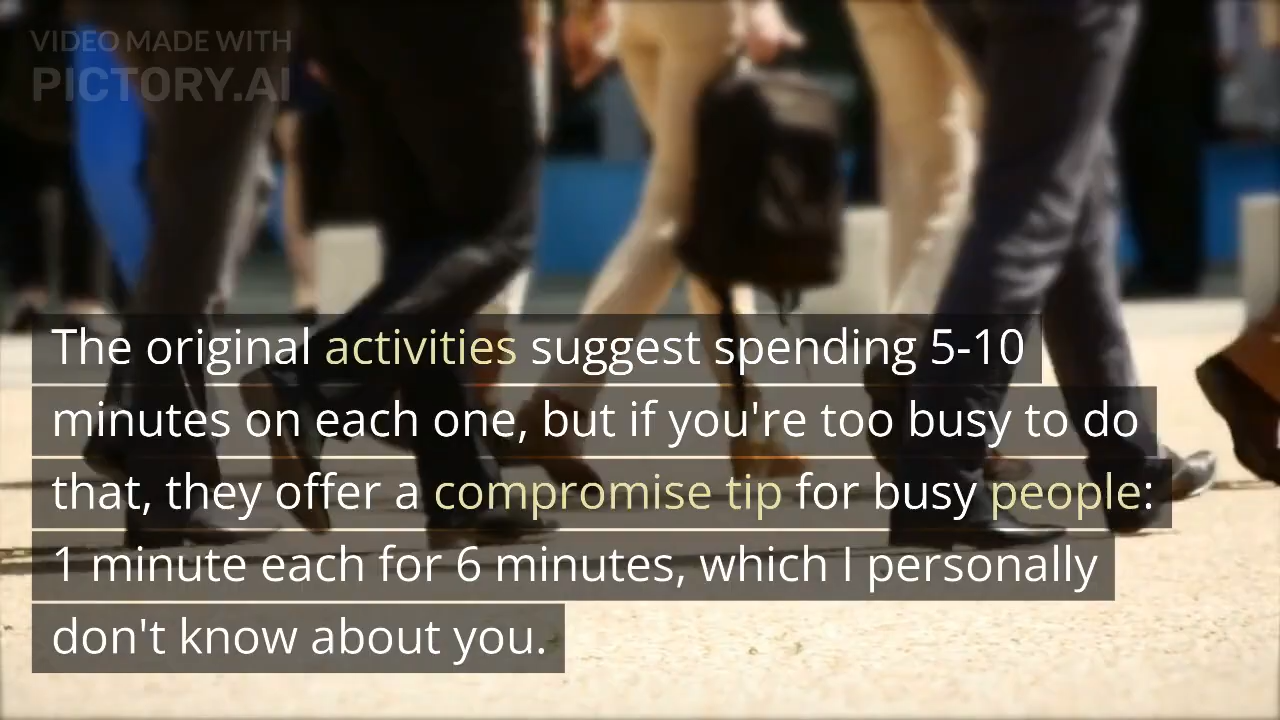 VIDEO MADE WITH
PICTORY.AI
The original activities suggest spending 5-10
minutes on each one, but if you're too busy to do
that, they offer a compromise tip for busy people:
1 minute each for 6 minutes, which I personally
don't know about you.